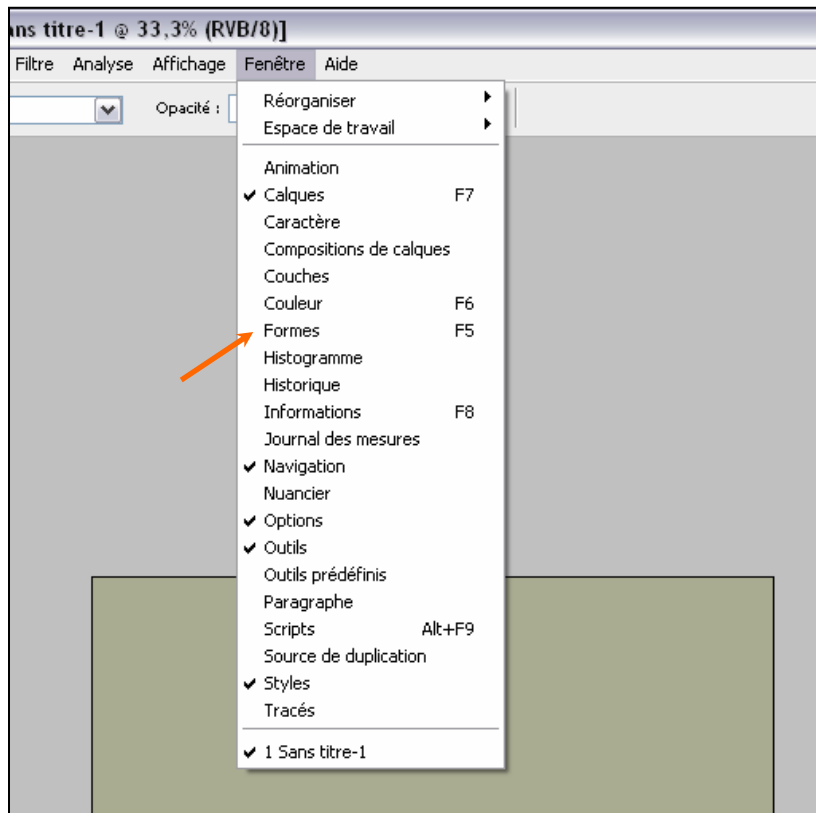 ans titre-1 @ 33,3% (RVB/8)]
Filtre Analyse Affichage Fenêtre Aide
Opacité :
Réorganiser
Espace de travail
Animation
Calques F7
Caractère
Compositions de calques
Couches
Couleur F6
Formes F5
Histogramme
Historique
Informations F8
Journal des mesures
Navigation
Nuancier
Options
Outils
Outils prédéfinis
Paragraphe
Scripts Alt+F9
Source de duplication
Styles
Tracés
1 Sans titre-1